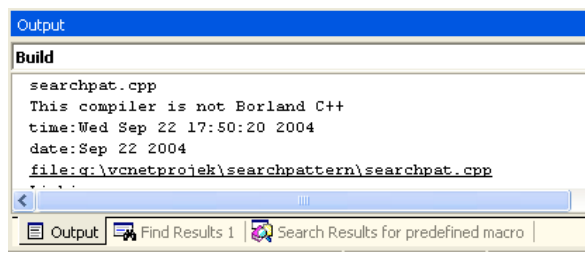 Output
Build
searchpat.cpp
This compiler is not Borland C++
time:Wed Sep 22 17:50:20 2004
date:Sep 22 2004
file:g:\vcnetprojek\searchpattern\searchpat.cpp
Output Find Results 1 Search Results for predefined macro